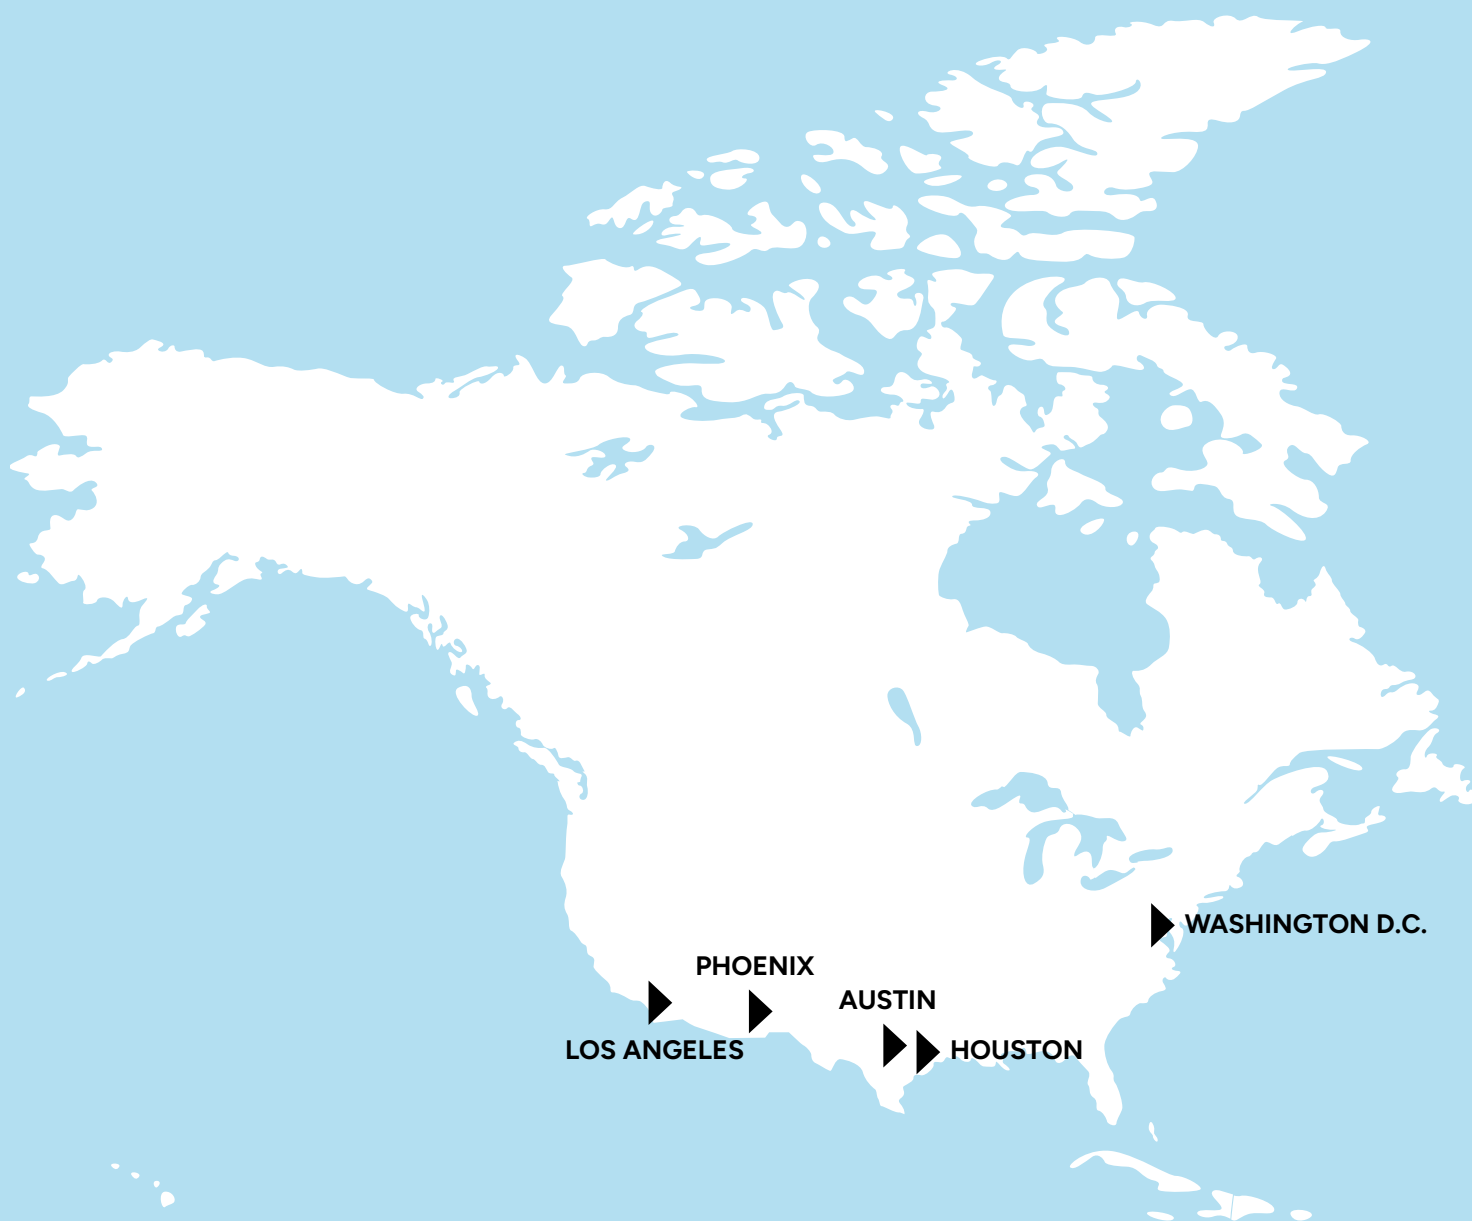 WASHINGTON D.C.
PHOENIX
AUSTIN
LOS ANGELES
HOUSTON